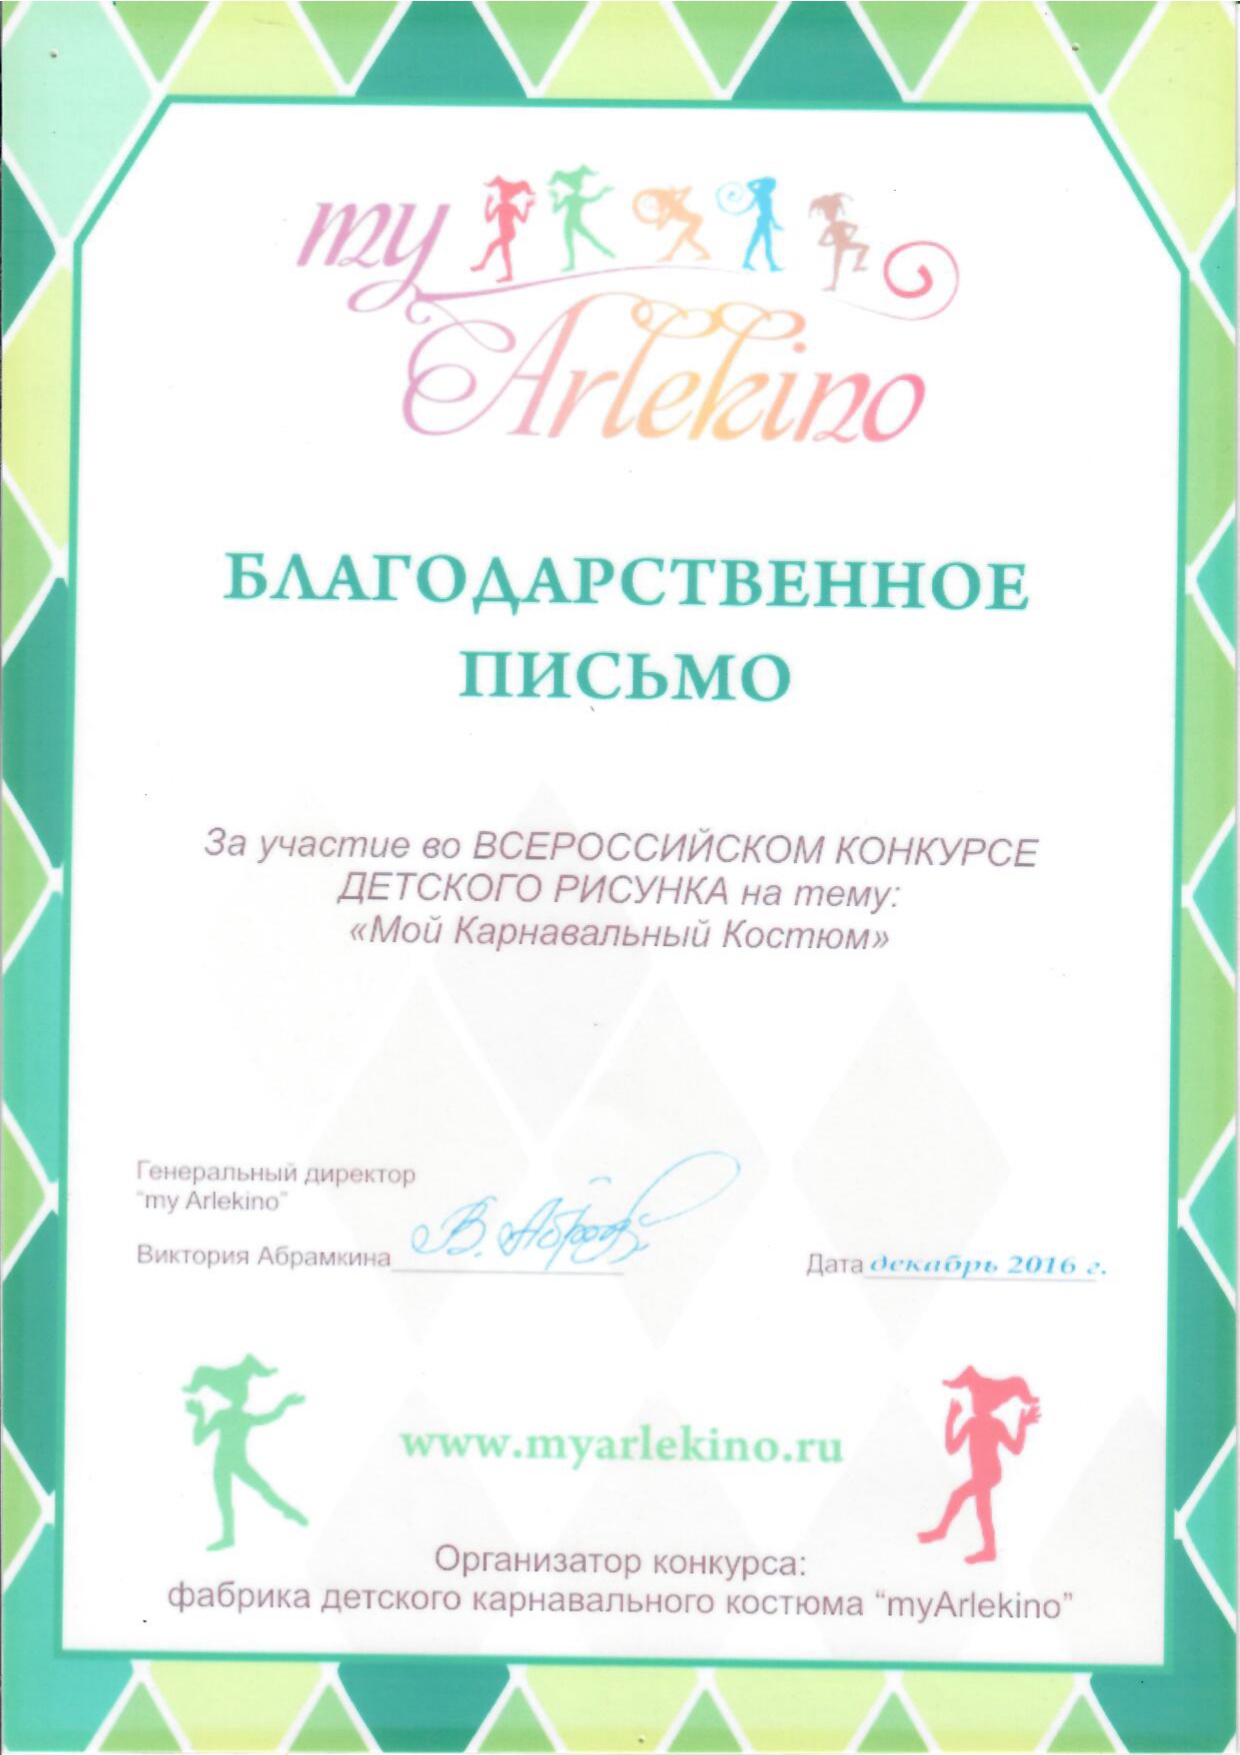 my
Arlekino
БЛАГОДАРСТВЕННОЕ
ПИСЬМО
За участие во ВСЕРОССИЙСКОМ КОНКУРСЕ
ДЕТСКОГО РИСУНКА на тему:
«Мой Карнавальный Костюм»
Генеральный директор
“my Arlekino”
Виктория Абрамкина
Дата декабрь 2016 г.
www.myarlekino.ru
Организатор конкурса:
фабрика детского карнавального костюма “myArlekino”